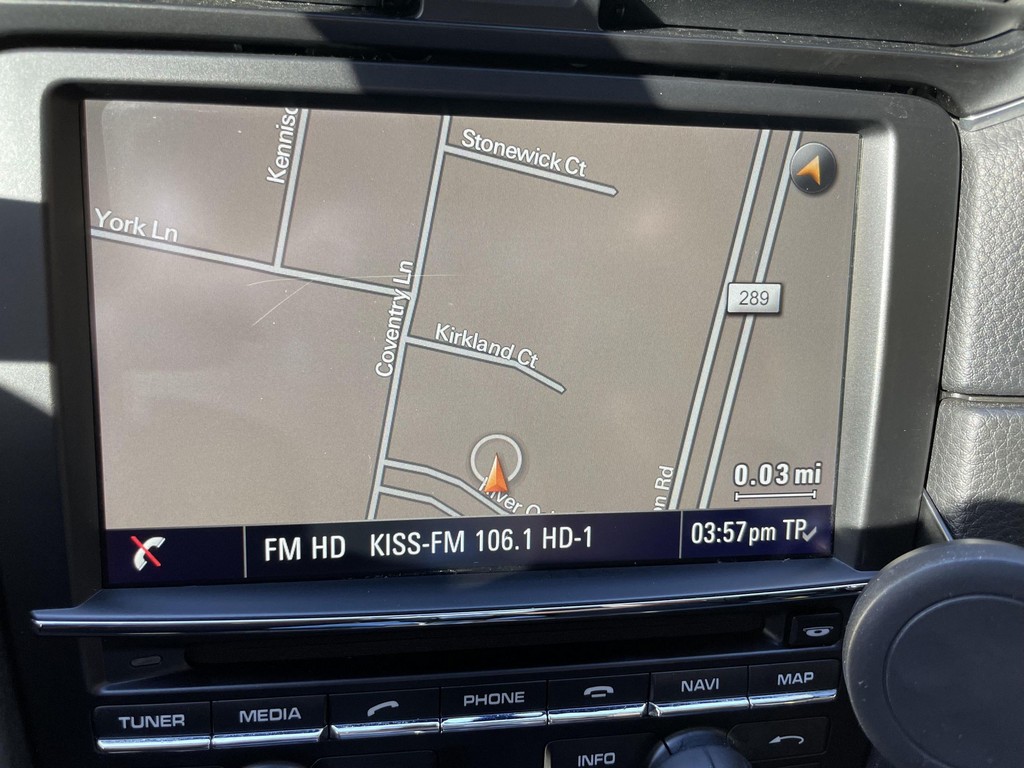 Kennis
Stonewick Ct
York Ln
289
Coventry Ln
Kirkland Ct
0.03 mi
FM HD KISS-FM 106.1 HD-1
03:57pm TP
TUNER
MEDIA
PHONE
NAVI
MAP
INFO